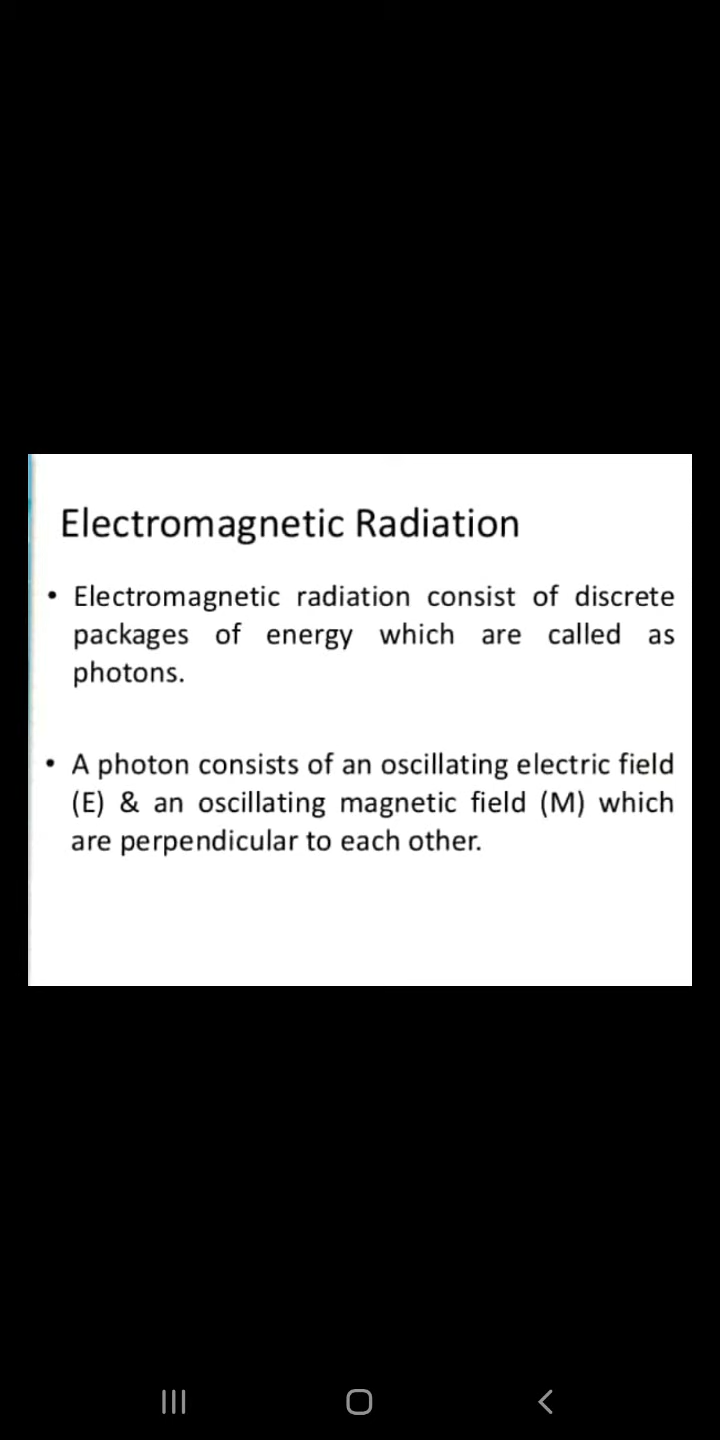 Electromagnetic Radiation
• Electromagnetic radiation consist of discrete
packages of energy which are called as
photons.
• A photon consists of an oscillating electric field
(E) & an oscillating magnetic field (M) which
are perpendicular to each other.